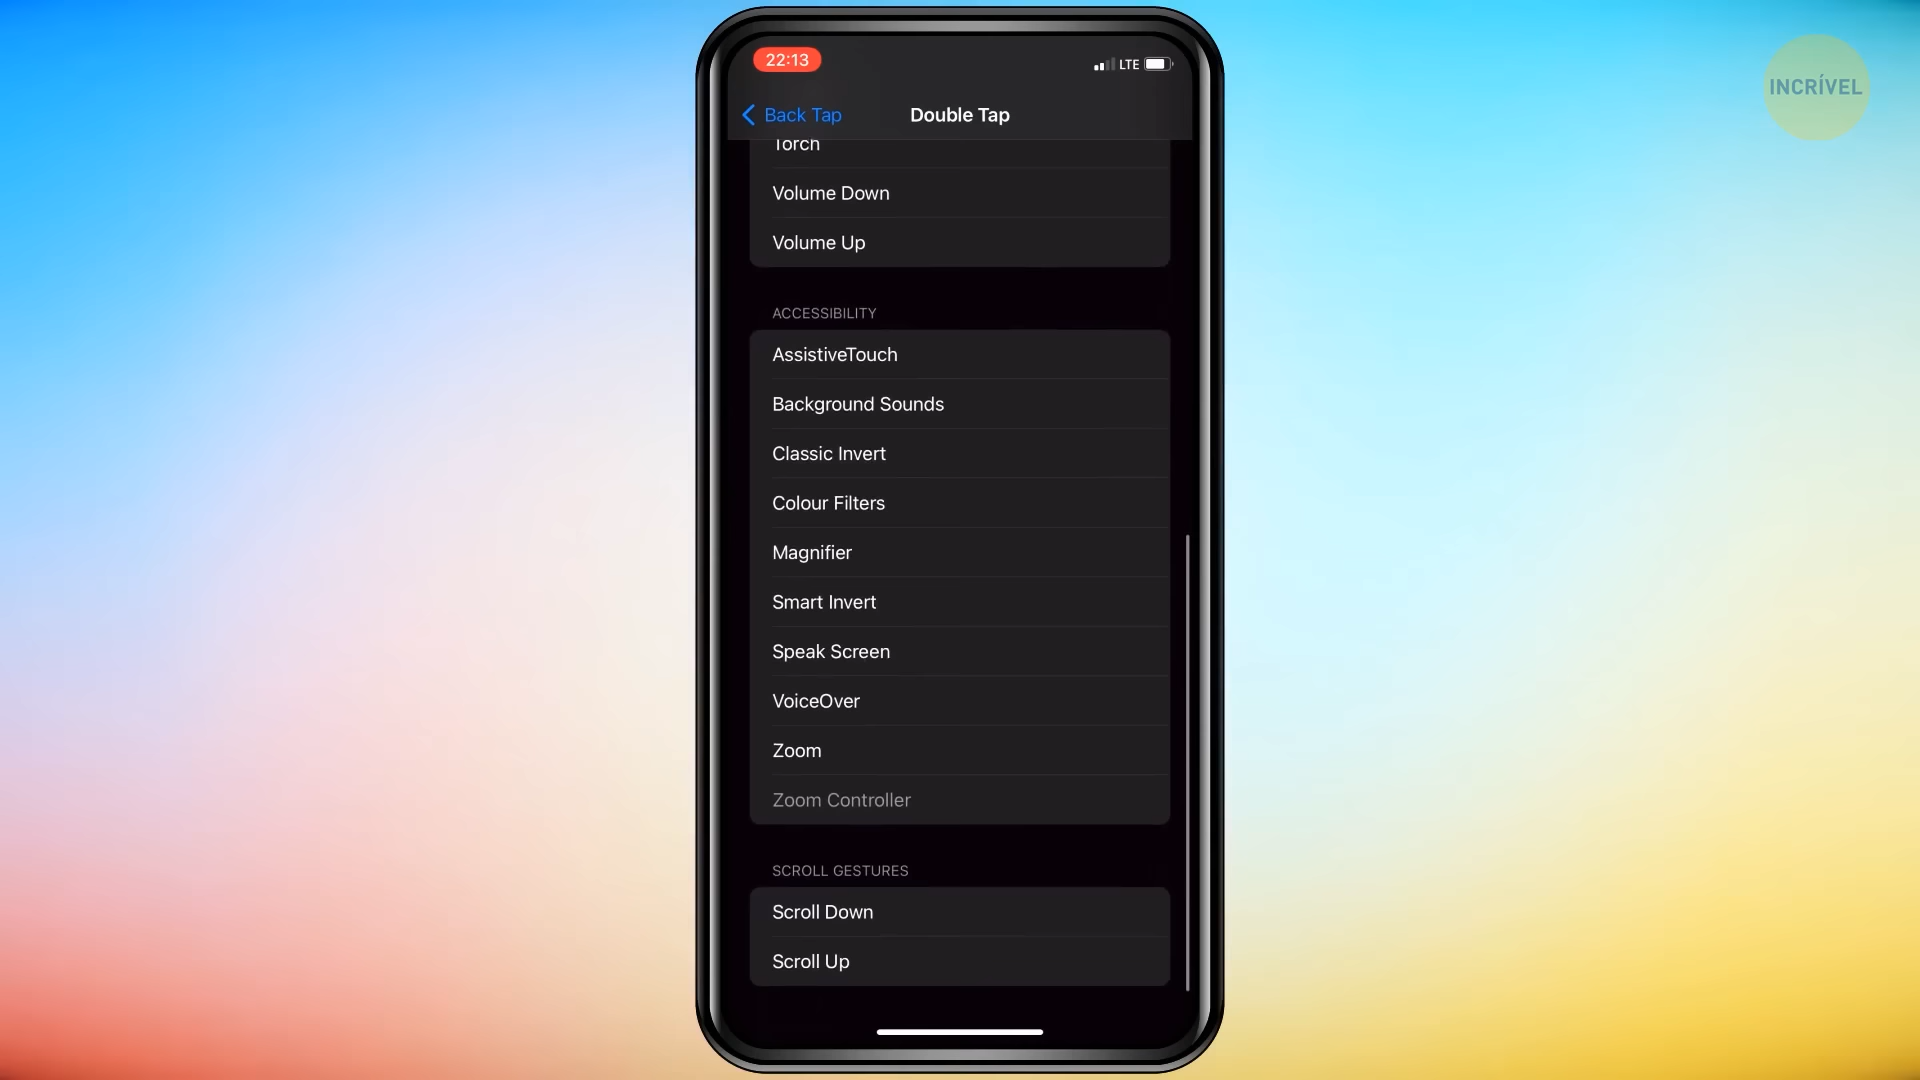 22:13
LTE
INCRÍVEL
Back Tap
Double Tap
Torch
Volume Down
Volume Up
ACCESSIBILITY
AssistiveTouch
Background Sounds
Classic Invert
Colour Filters
Magnifier
Smart Invert
Speak Screen
VoiceOver
Zoom
Zoom Controller
SCROLL GESTURES
Scroll Down
Scroll Up